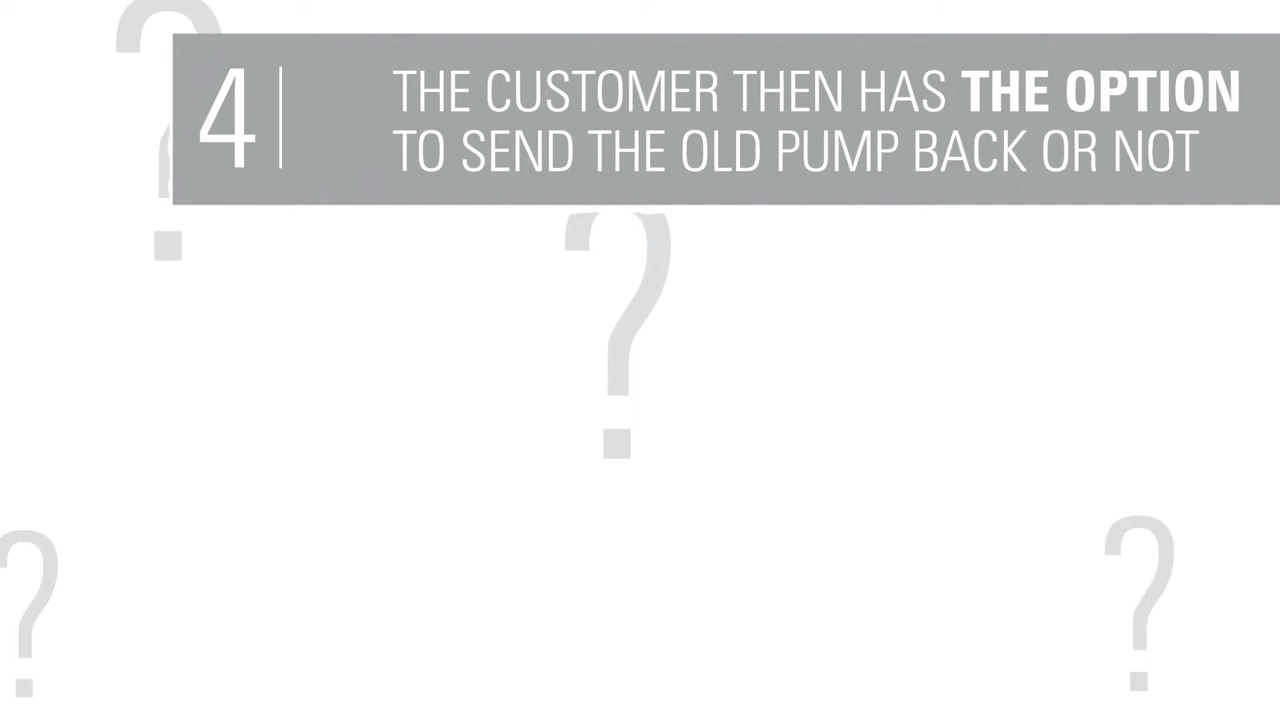 4
THE CUSTOMER THEN HAS THE OPTION
TO SEND THE OLD PUMP BACK OR NOT
?
?
?
?